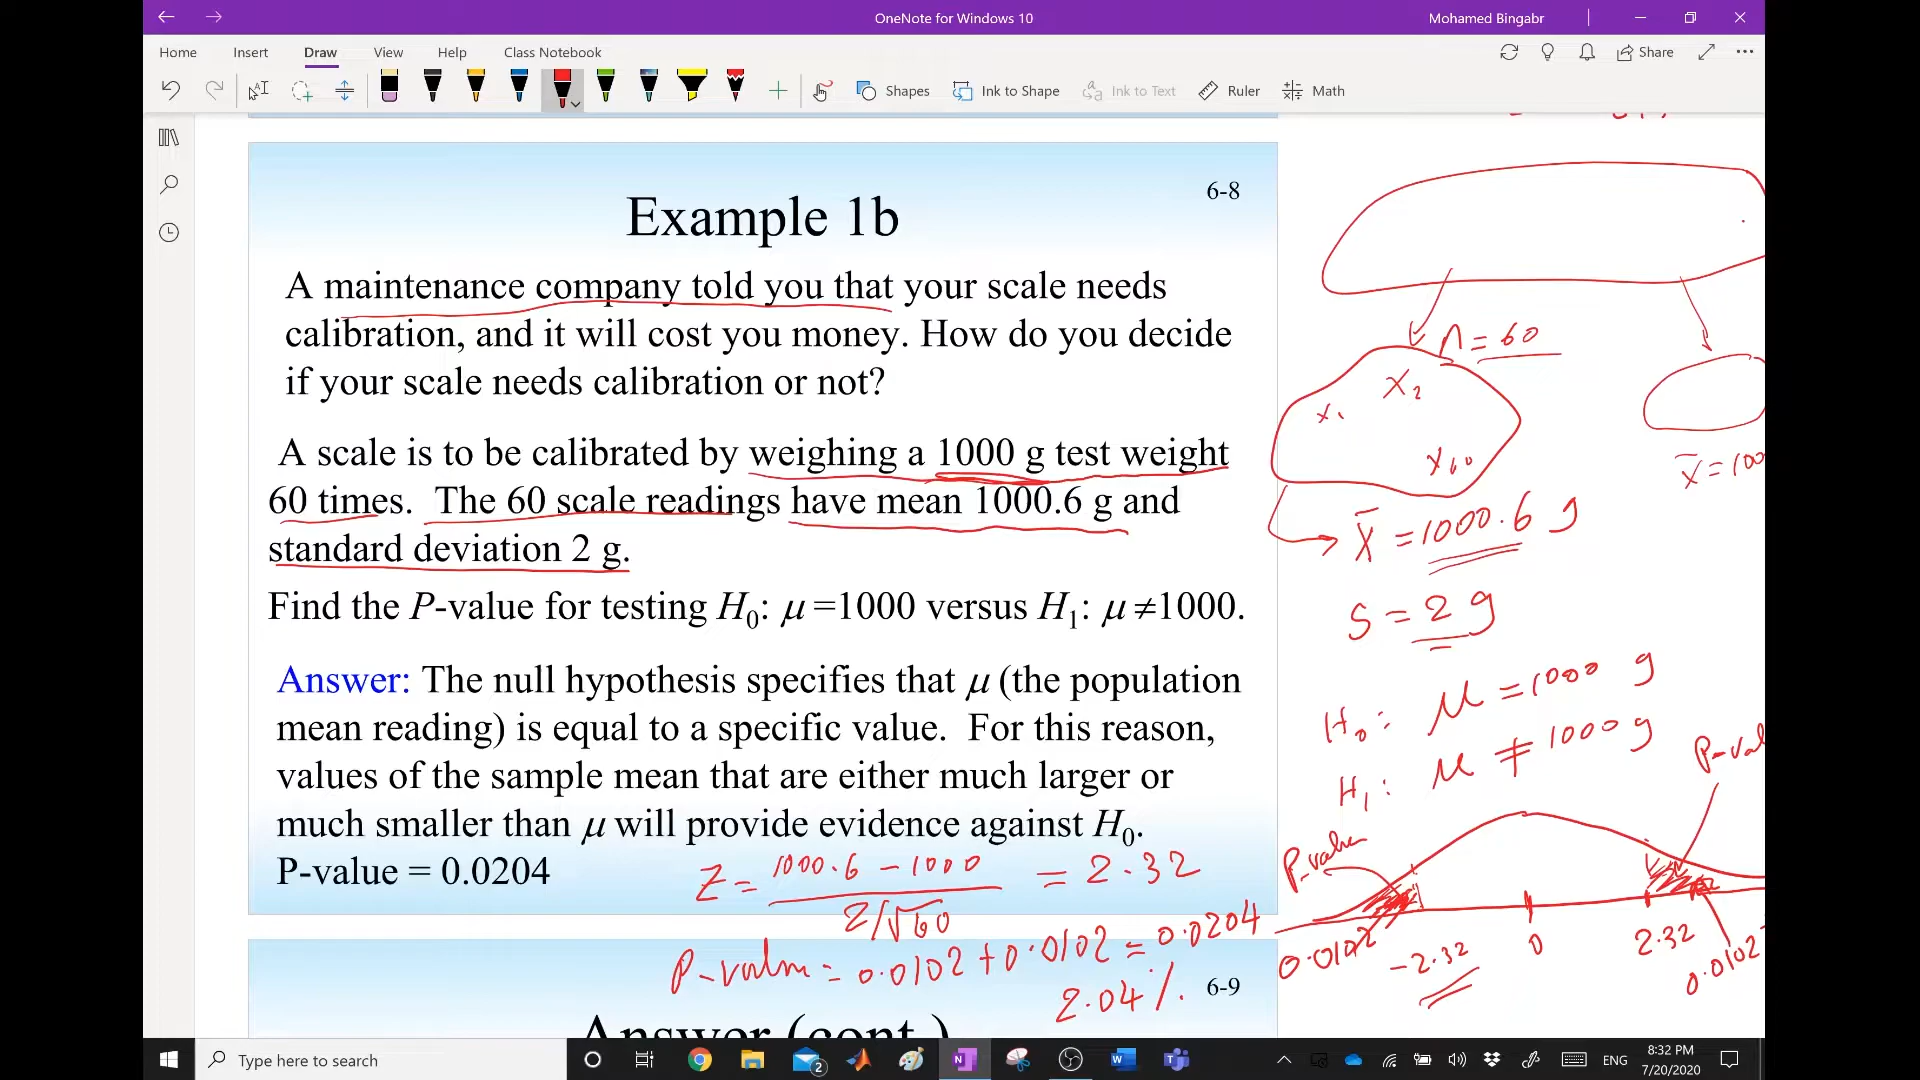 OneNote for Windows 10
Mohamed Bingabr
Home Insert Draw View Help Class Notebook
Share
Shapes Ink to Shape Ink to Text Ruler Math
6-8
Example 1b
A maintenance company told you that your scale needs
calibration, and it will cost you money. How do you decide
if your scale needs calibration or not?
A scale is to be calibrated by weighing a 1000 g test weight
60 times. The 60 scale readings have mean 1000.6 g and
standard deviation 2 g.
Find the P-value for testing H₀: μ=1000 versus H₁: μ≠1000.
Answer: The null hypothesis specifies that μ (the population
mean reading) is equal to a specific value. For this reason,
values of the sample mean that are either much larger or
much smaller than μ will provide evidence against H₀.
P-value = 0.0204
Z = (1000.6 - 1000) / (2/√60) = 2.32
P-value = 0.0102 + 0.0102 = 0.0204
2.04%
n = 60
x₁ x₂
x₆₀
x̄ = 1000.6 g
x̄ = 100
S = 2 g
H₀: μ = 1000 g
H₁: μ ≠ 1000 g
P-val
P-value
0.0102 -2.32 0 2.32 0.0102
6-9
Answer (cont.)
Type here to search
2
ENG
8:32 PM
7/20/2020